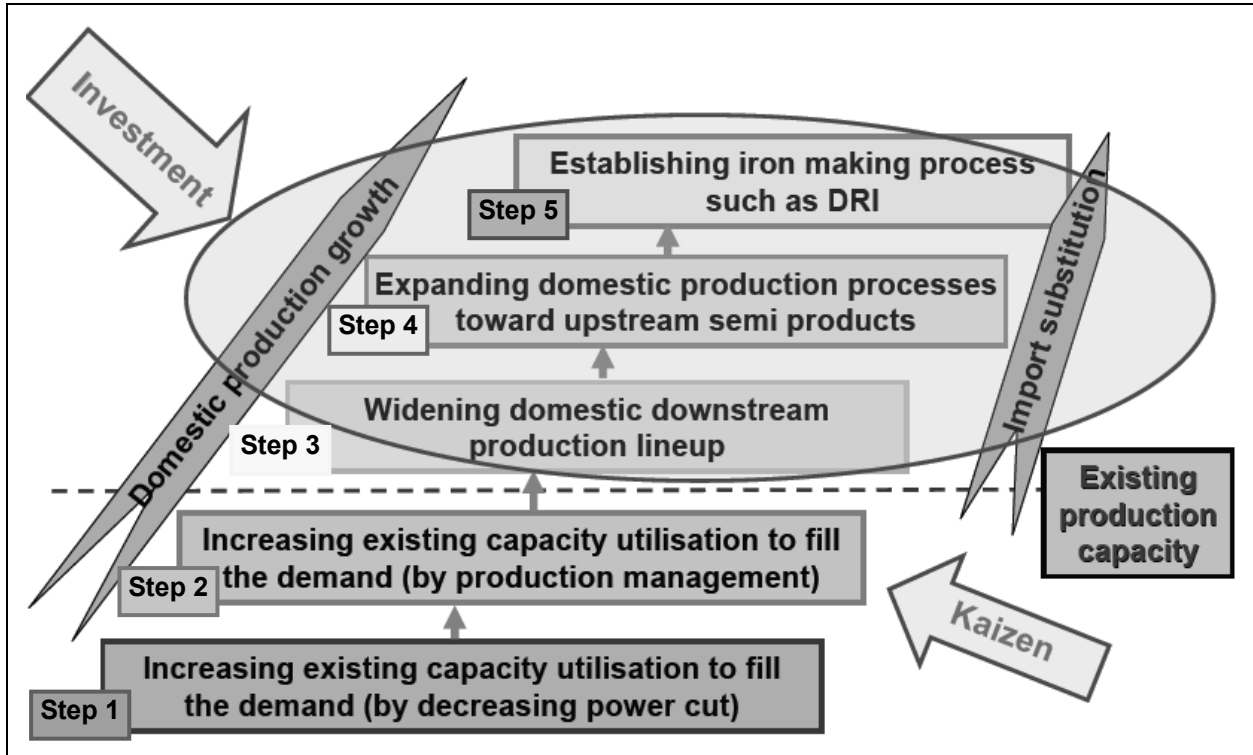 Investment
Establishing iron making process
such as DRI
Step 5
Domestic production growth
Import substitution
Expanding domestic production processes
toward upstream semi products
Step 4
Widening domestic downstream
production lineup
Step 3
Existing
production
capacity
Increasing existing capacity utilisation to fill
the demand (by production management)
Step 2
Kaizen
Increasing existing capacity utilisation to fill
the demand (by decreasing power cut)
Step 1